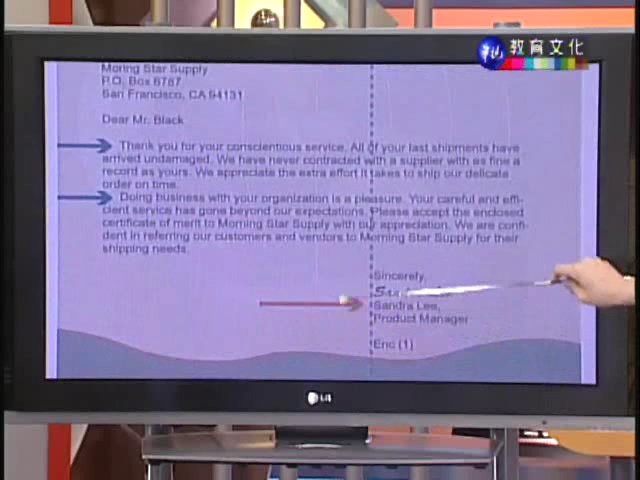 華視
教育文化
Moring Star Supply
P.O. Box 6787
San Francisco, CA 94131
Dear Mr. Black
Thank you for your conscientious service. All of your last shipments have
arrived undamaged. We have never contracted with a supplier with as fine a
record as yours. We appreciate the extra effort it takes to ship our delicate
order on time.
Doing business with your organization is a pleasure. Your careful and effi-
cient service has gone beyond our expectations. Please accept the enclosed
certificate of merit to Morning Star Supply with our appreciation. We are confi-
dent in referring our customers and vendors to Morning Star Supply for their
shipping needs.
Sincerely,
Sandra Lee,
Product Manager
Enc (1)
LG